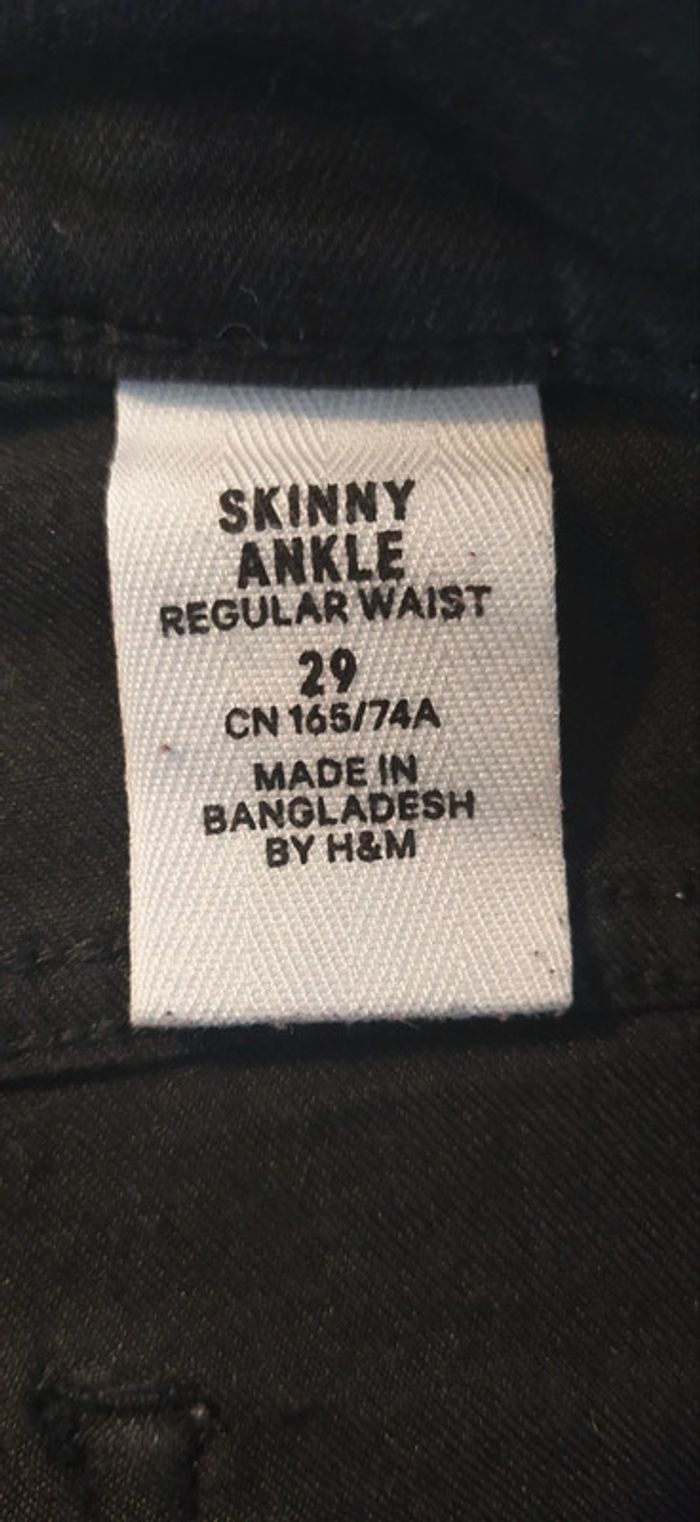 SKINNY
ANKLE
REGULAR WAIST
29
CN 165/74A
MADE IN
BANGLADESH
BY H&M